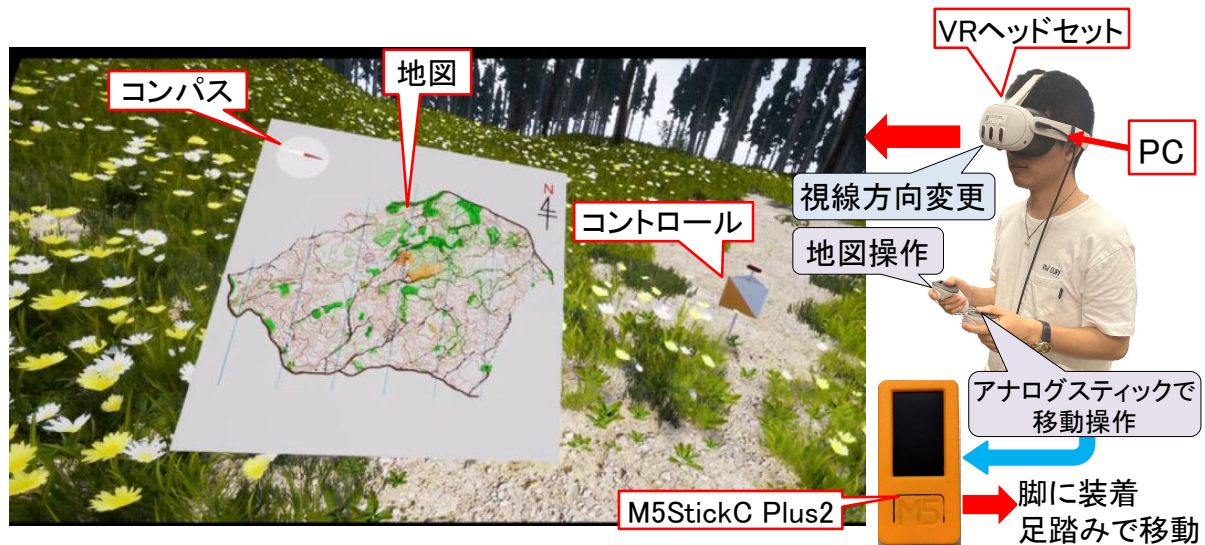 VRヘッドセット
地図
コンパス
PC
視線方向変更
コントロール
地図操作
N
アナログスティックで
移動操作
M5StickC Plus2
M5
脚に装着
足踏みで移動